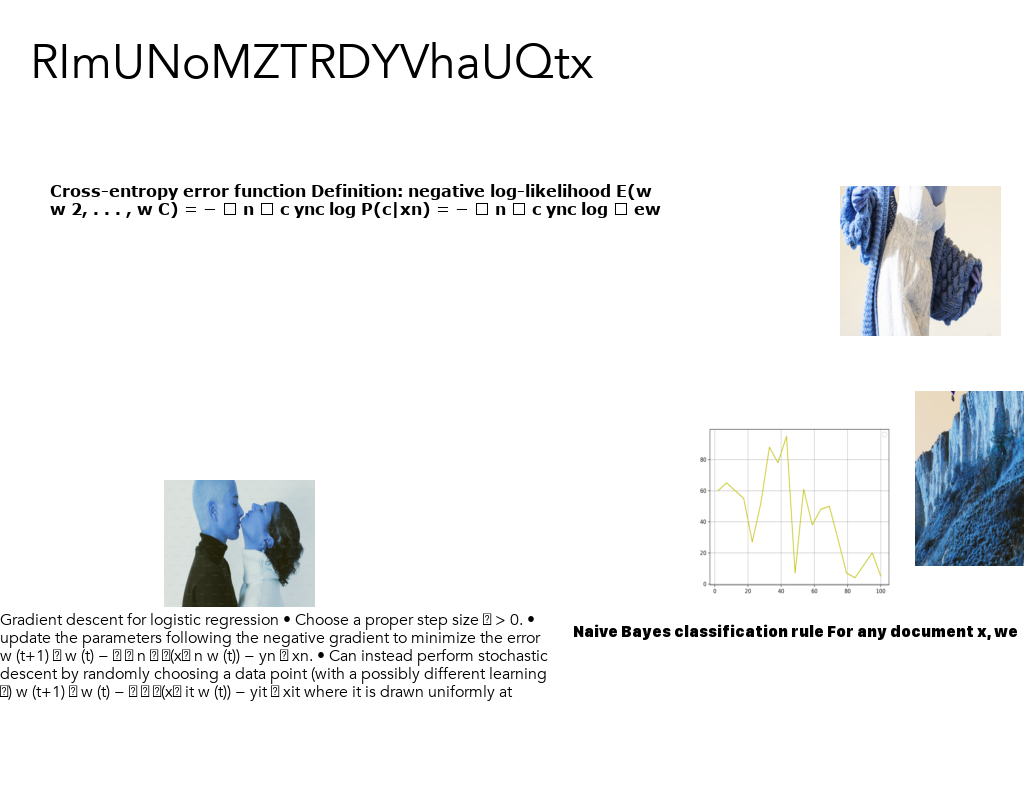 RImUNoMZTRDYVhaUQtx
Cross-entropy error function Definition: negative log-likelihood E(w
w 2, . . . , w C) = − □ n □ c ync log P(c|xn) = − □ n □ c ync log □ ew
80
60
40
20
0
0 20 40 60 80 100
Gradient descent for logistic regression • Choose a proper step size □ > 0. •
update the parameters following the negative gradient to minimize the error
w (t+1) □ w (t) − □ □ n □ □(x□ n w (t)) − yn □ xn. • Can instead perform stochastic
descent by randomly choosing a data point (with a possibly different learning
□) w (t+1) □ w (t) − □ □ □(x□ it w (t)) − yit □ xit where it is drawn uniformly at
Naive Bayes classification rule For any document x, we